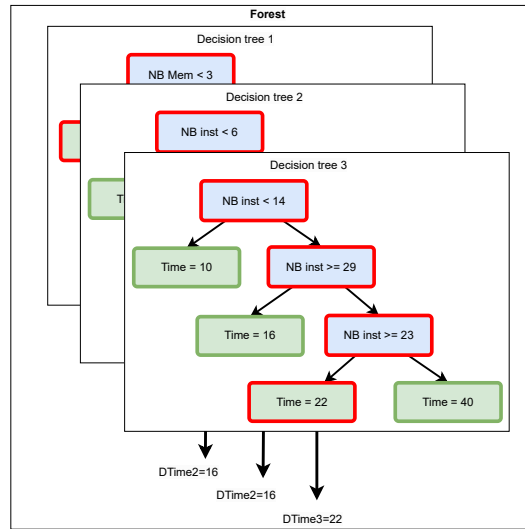 Forest
Decision tree 1
NB Mem < 3
Decision tree 2
NB inst < 6
Decision tree 3
NB inst < 14
Time = 10
NB inst >= 29
Time = 16
NB inst >= 23
Time = 22
Time = 40
DTime2=16
DTime2=16
DTime3=22